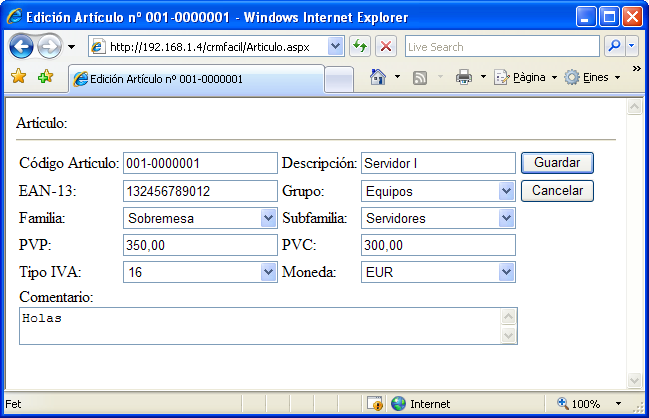 Edición Artículo nº 001-0000001 - Windows Internet Explorer
http://192.168.1.4/crmfacil/Articulo.aspx
Live Search
Edición Artículo nº 001-0000001
Pàgina
Eines
»
Articulo:
Código Articulo: 001-0000001 Descripción: Servidor I Guardar
EAN-13: 132456789012 Grupo: Equipos Cancelar
Familia: Sobremesa Subfamilia: Servidores
PVP: 350,00 PVC: 300,00
Tipo IVA: 16 Moneda: EUR
Comentario:
Holas
Fet Internet 100%